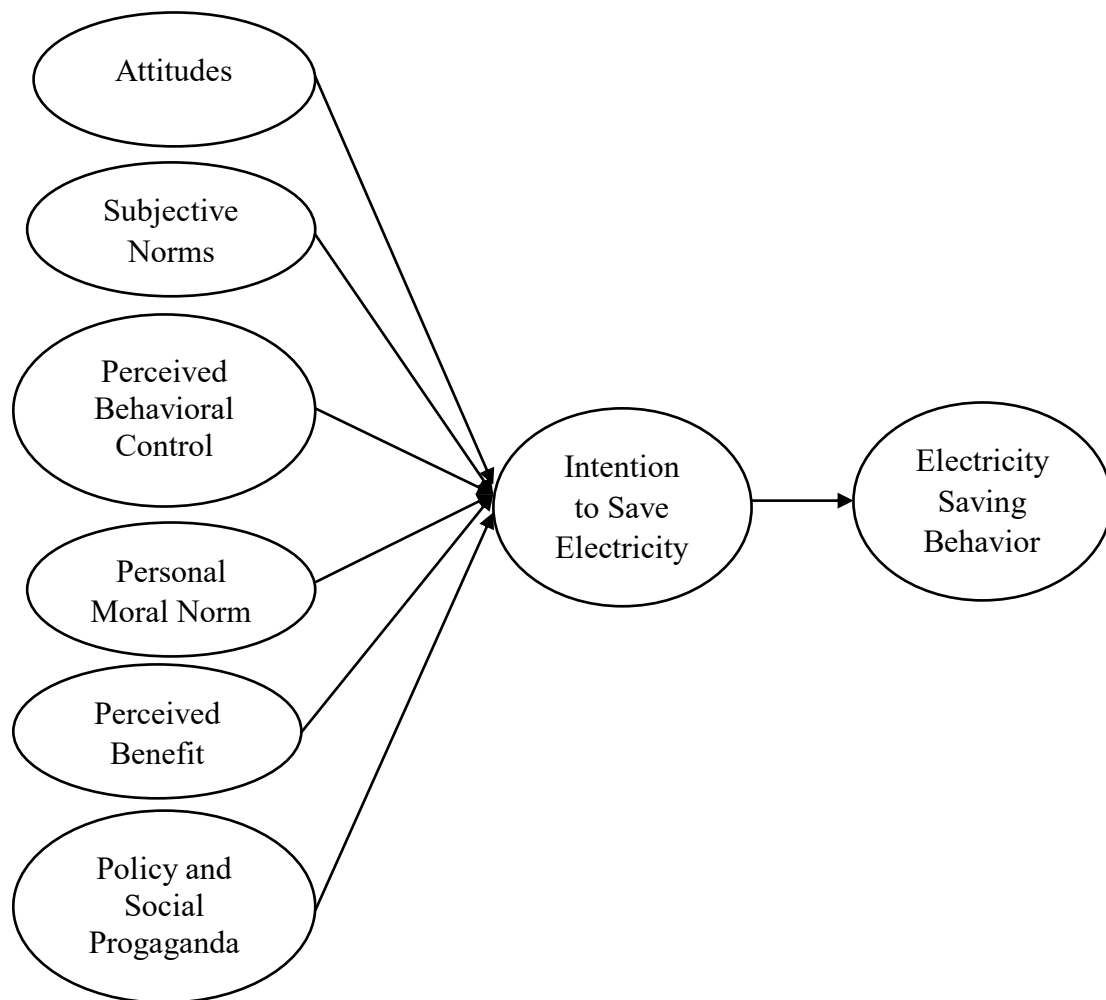 Attitudes
Subjective
Norms
Perceived
Behavioral
Control
Personal
Moral Norm
Perceived
Benefit
Policy and
Social
Progaganda
Intention
to Save
Electricity
Electricity
Saving
Behavior